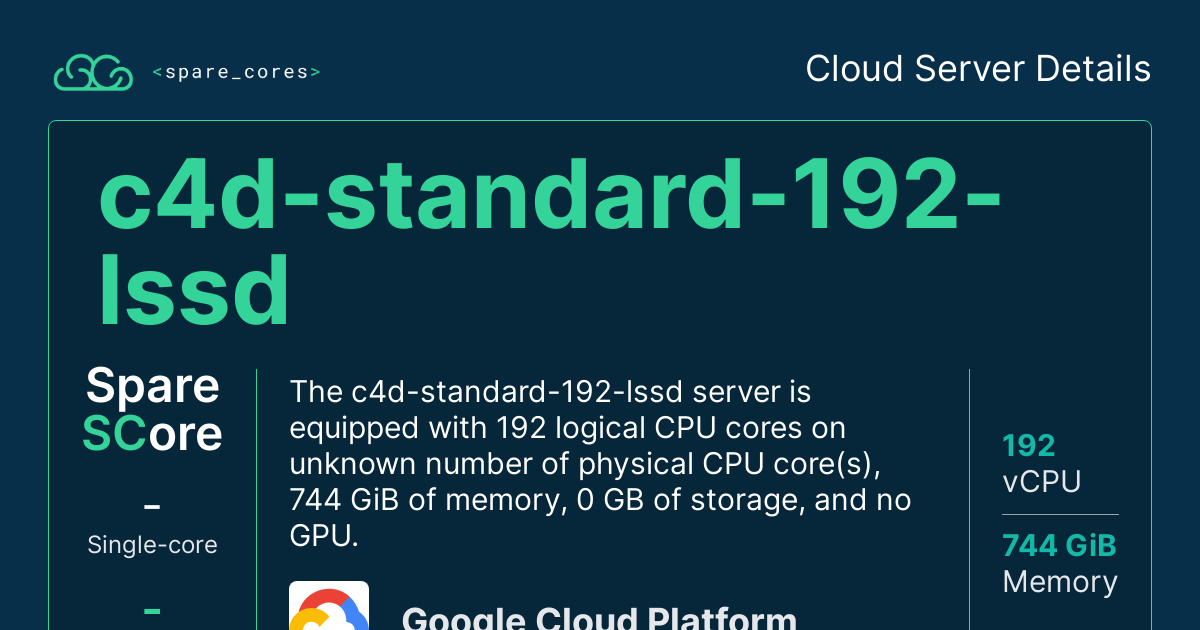 <spare_cores>
Cloud Server Details
c4d-standard-192-
lssd
Spare
SCore
-
Single-core
-
The c4d-standard-192-lssd server is
equipped with 192 logical CPU cores on
unknown number of physical CPU core(s),
744 GiB of memory, 0 GB of storage, and no
GPU.
Google Cloud Platform
192
vCPU
744 GiB
Memory